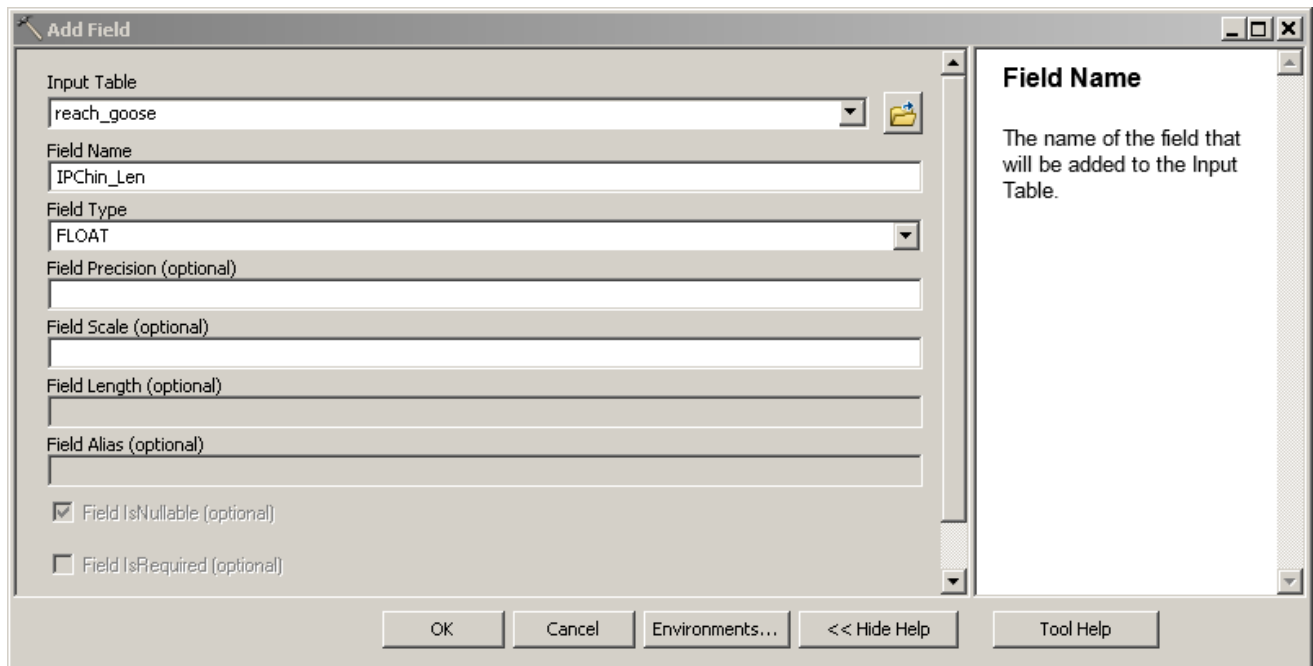 Add Field
Input Table
reach_goose
Field Name
IPChin_Len
Field Type
FLOAT
Field Precision (optional)
Field Scale (optional)
Field Length (optional)
Field Alias (optional)
Field IsNullable (optional)
Field IsRequired (optional)
Field Name
The name of the field that
will be added to the Input
Table.
OK
Cancel
Environments...
<< Hide Help
Tool Help